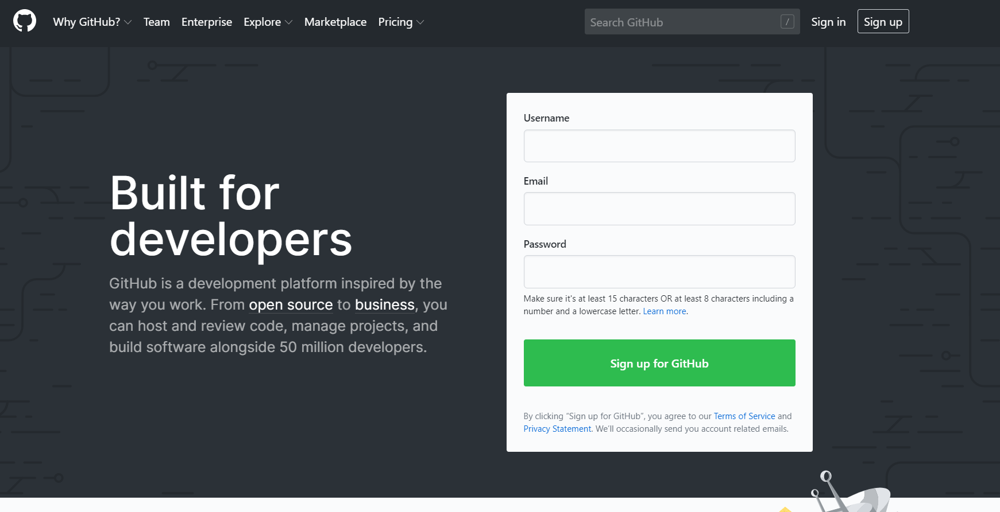 Why GitHub? Team Enterprise Explore Marketplace Pricing Search GitHub / Sign in Sign up
Built for
developers
GitHub is a development platform inspired by the
way you work. From open source to business, you
can host and review code, manage projects, and
build software alongside 50 million developers.
Username
Email
Password
Make sure it's at least 15 characters OR at least 8 characters including a
number and a lowercase letter. Learn more.
Sign up for GitHub
By clicking “Sign up for GitHub”, you agree to our Terms of Service and
Privacy Statement. We’ll occasionally send you account related emails.